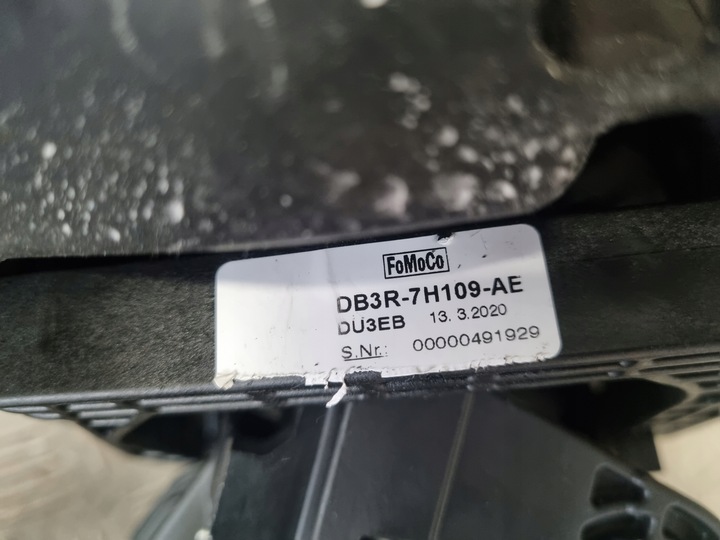 FoMoCo
DB3R-7H109-AE
DU3EB 13. 3.2020
S.Nr.: 00000491929